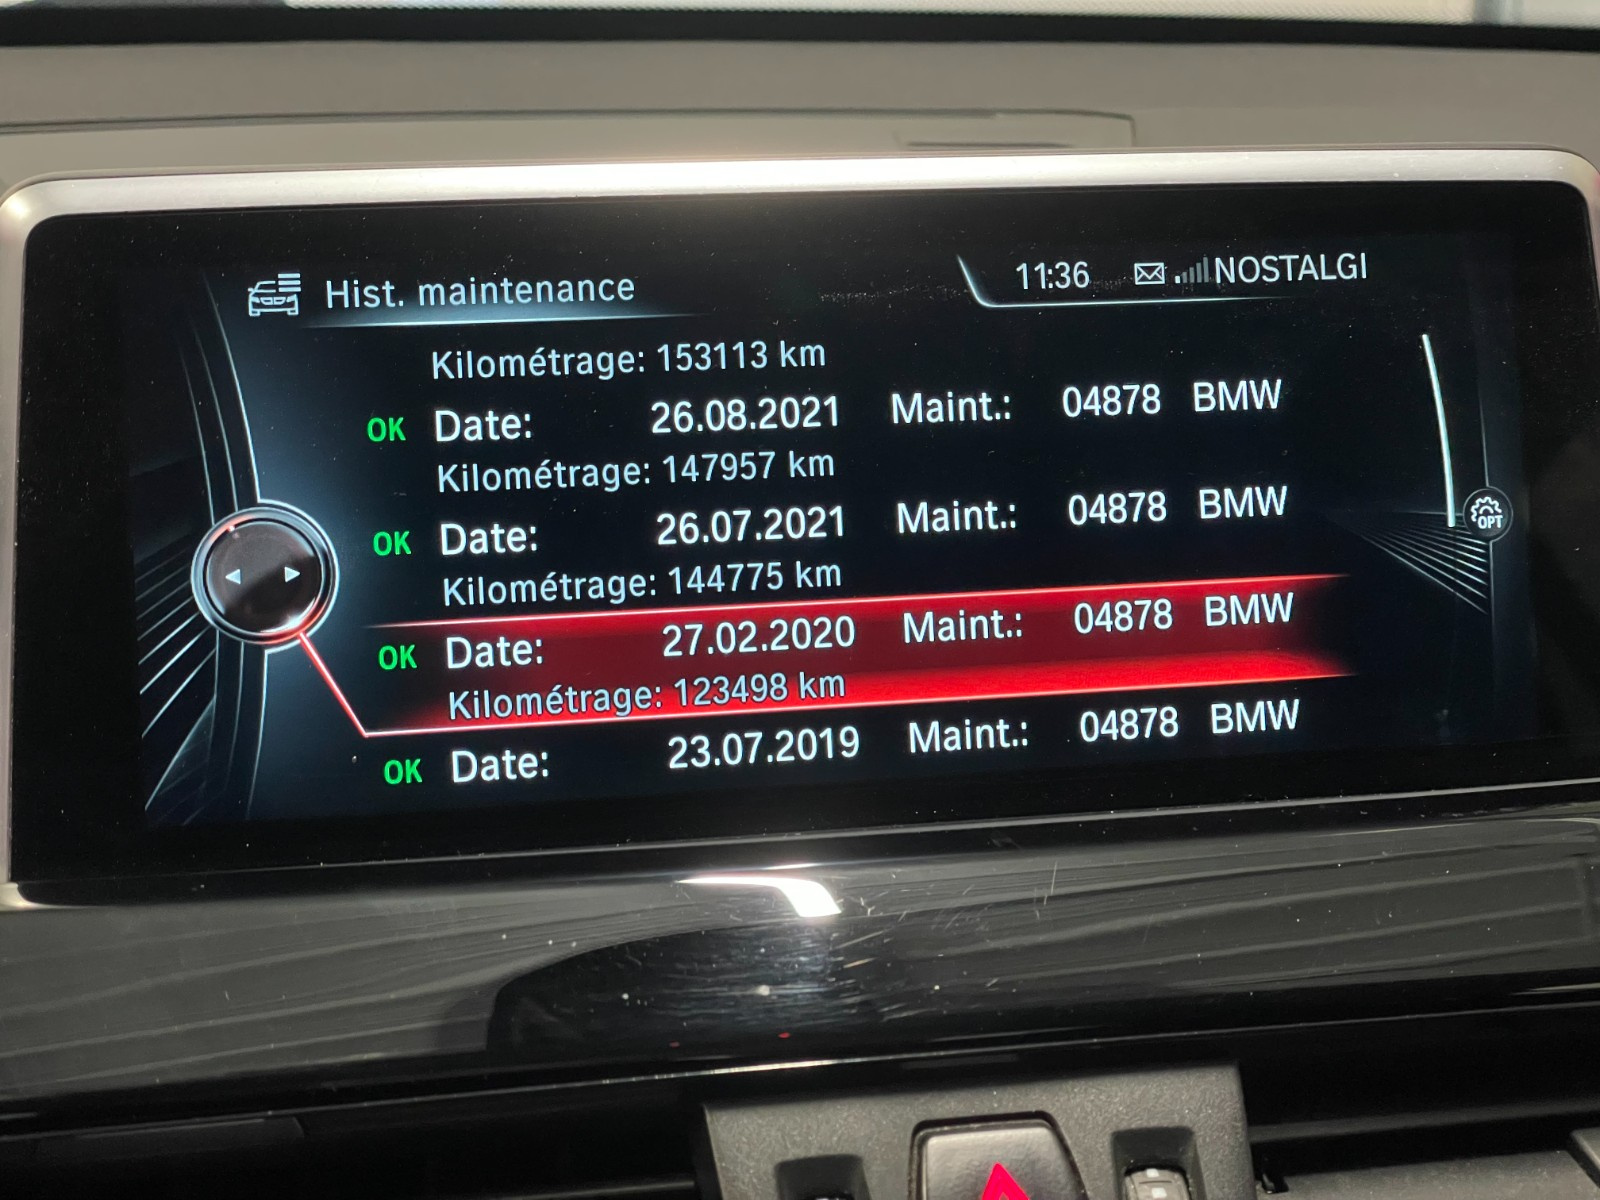 Hist. maintenance
11:36 NOSTALGI
Kilométrage: 153113 km
OK Date: 26.08.2021 Maint.: 04878 BMW
Kilométrage: 147957 km
OK Date: 26.07.2021 Maint.: 04878 BMW
Kilométrage: 144775 km
OPT
OK Date: 27.02.2020 Maint.: 04878 BMW
Kilométrage: 123498 km
OK Date: 23.07.2019 Maint.: 04878 BMW